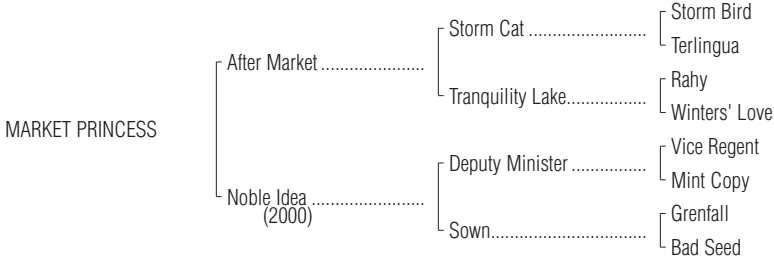 Storm Bird
Storm Cat ..........................
Terlingua
After Market .......................
Rahy
Tranquility Lake..................
Winters' Love
MARKET PRINCESS
Vice Regent
Deputy Minister .................
Mint Copy
Noble Idea .........................
(2000)
Grenfall
Sown..................................
Bad Seed